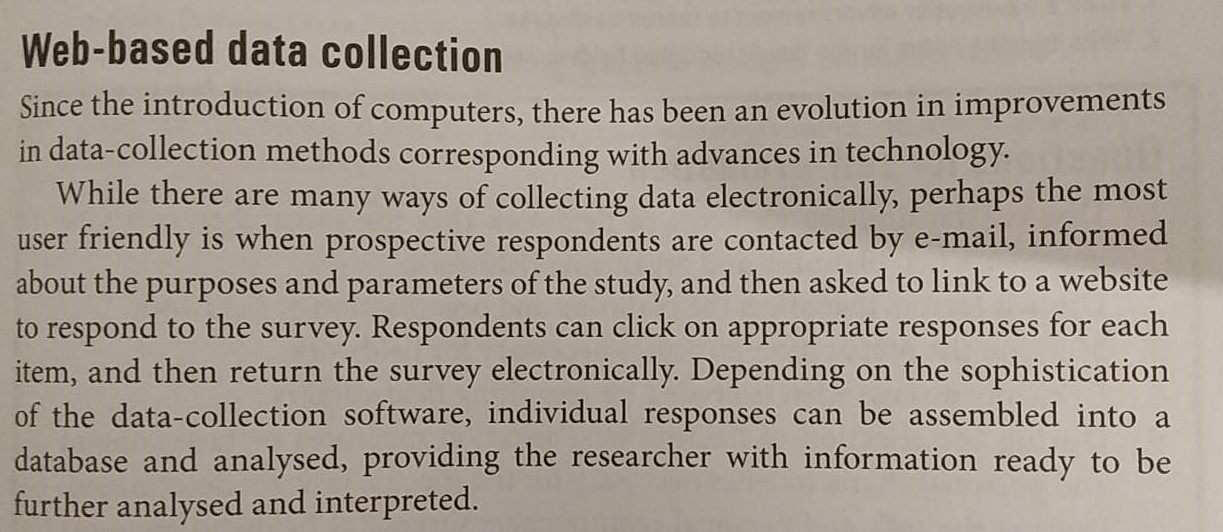 Web-based data collection
Since the introduction of computers, there has been an evolution in improvements
in data-collection methods corresponding with advances in technology.
While there are many ways of collecting data electronically, perhaps the most
user friendly is when prospective respondents are contacted by e-mail, informed
about the purposes and parameters of the study, and then asked to link to a website
to respond to the survey. Respondents can click on appropriate responses for each
item, and then return the survey electronically. Depending on the sophistication
of the data-collection software, individual responses can be assembled into a
database and analysed, providing the researcher with information ready to be
further analysed and interpreted.